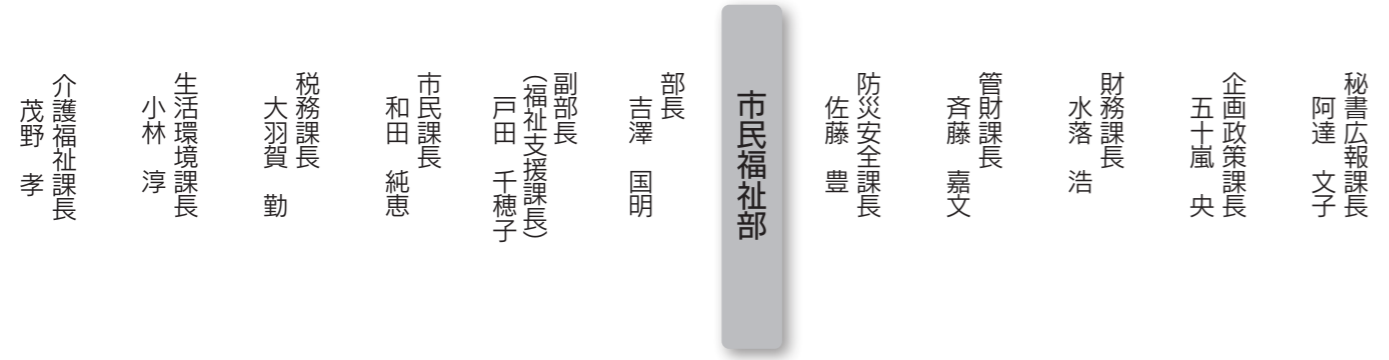 秘書広報課長
阿達　文子
企画政策課長
五十嵐　央
財務課長
水落　浩
管財課長
斉藤　嘉文
防災安全課長
佐藤　豊
市民福祉部
部長
吉澤　国明
副部長
（福祉支援課長）
戸田　千穂子
市民課長
和田　純恵
税務課長
大羽賀　勤
生活環境課長
小林　淳
介護福祉課長
茂野　孝